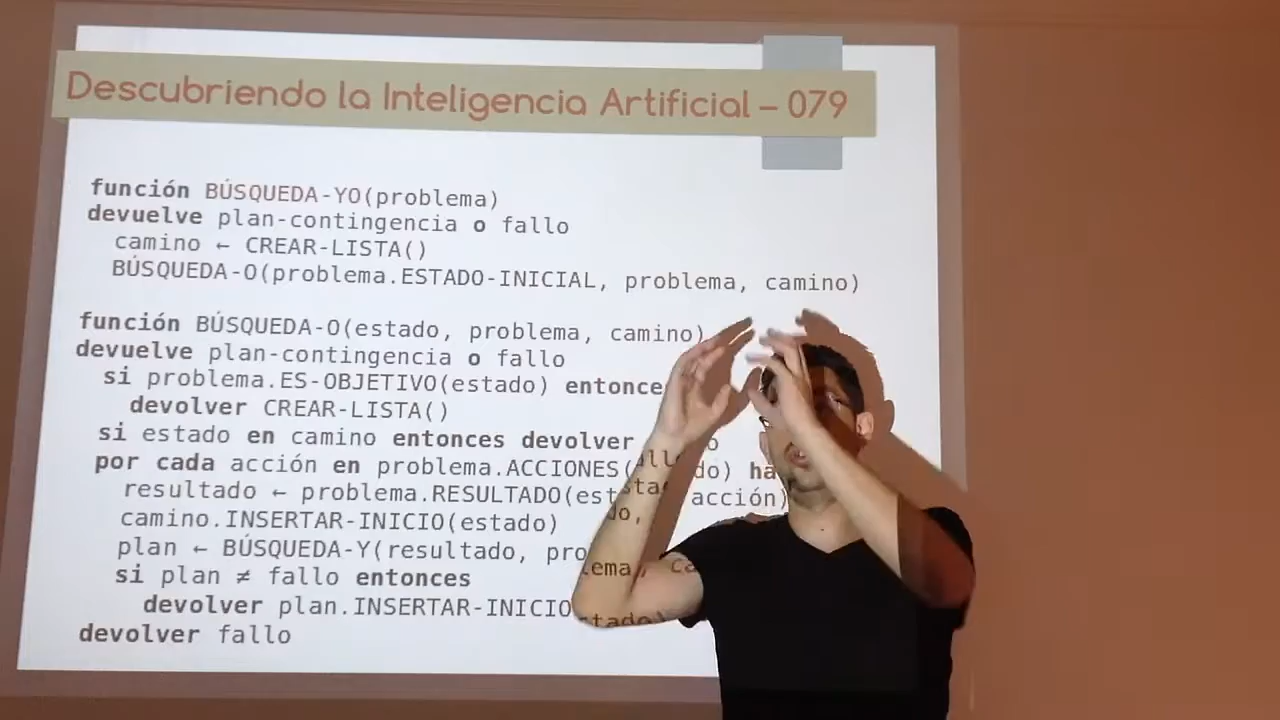 Descubriendo la Inteligencia Artificial – 079
función BÚSQUEDA-YO(problema)
devuelve plan-contingencia o fallo
camino ← CREAR-LISTA()
BÚSQUEDA-O(problema.ESTADO-INICIAL, problema, camino)
función BÚSQUEDA-O(estado, problema, camino)
devuelve plan-contingencia o fallo
si problema.ES-OBJETIVO(estado) entonces
devolver CREAR-LISTA()
si estado en camino entonces devolver
por cada acción en problema.ACCIONES(
resultado ← problema.RESULTADO(esta acción)
camino.INSERTAR-INICIO(estado)
plan ← BÚSQUEDA-Y(resultado,
si plan ≠ fallo entonces
devolver plan.INSERTAR-INICIO
devolver fallo